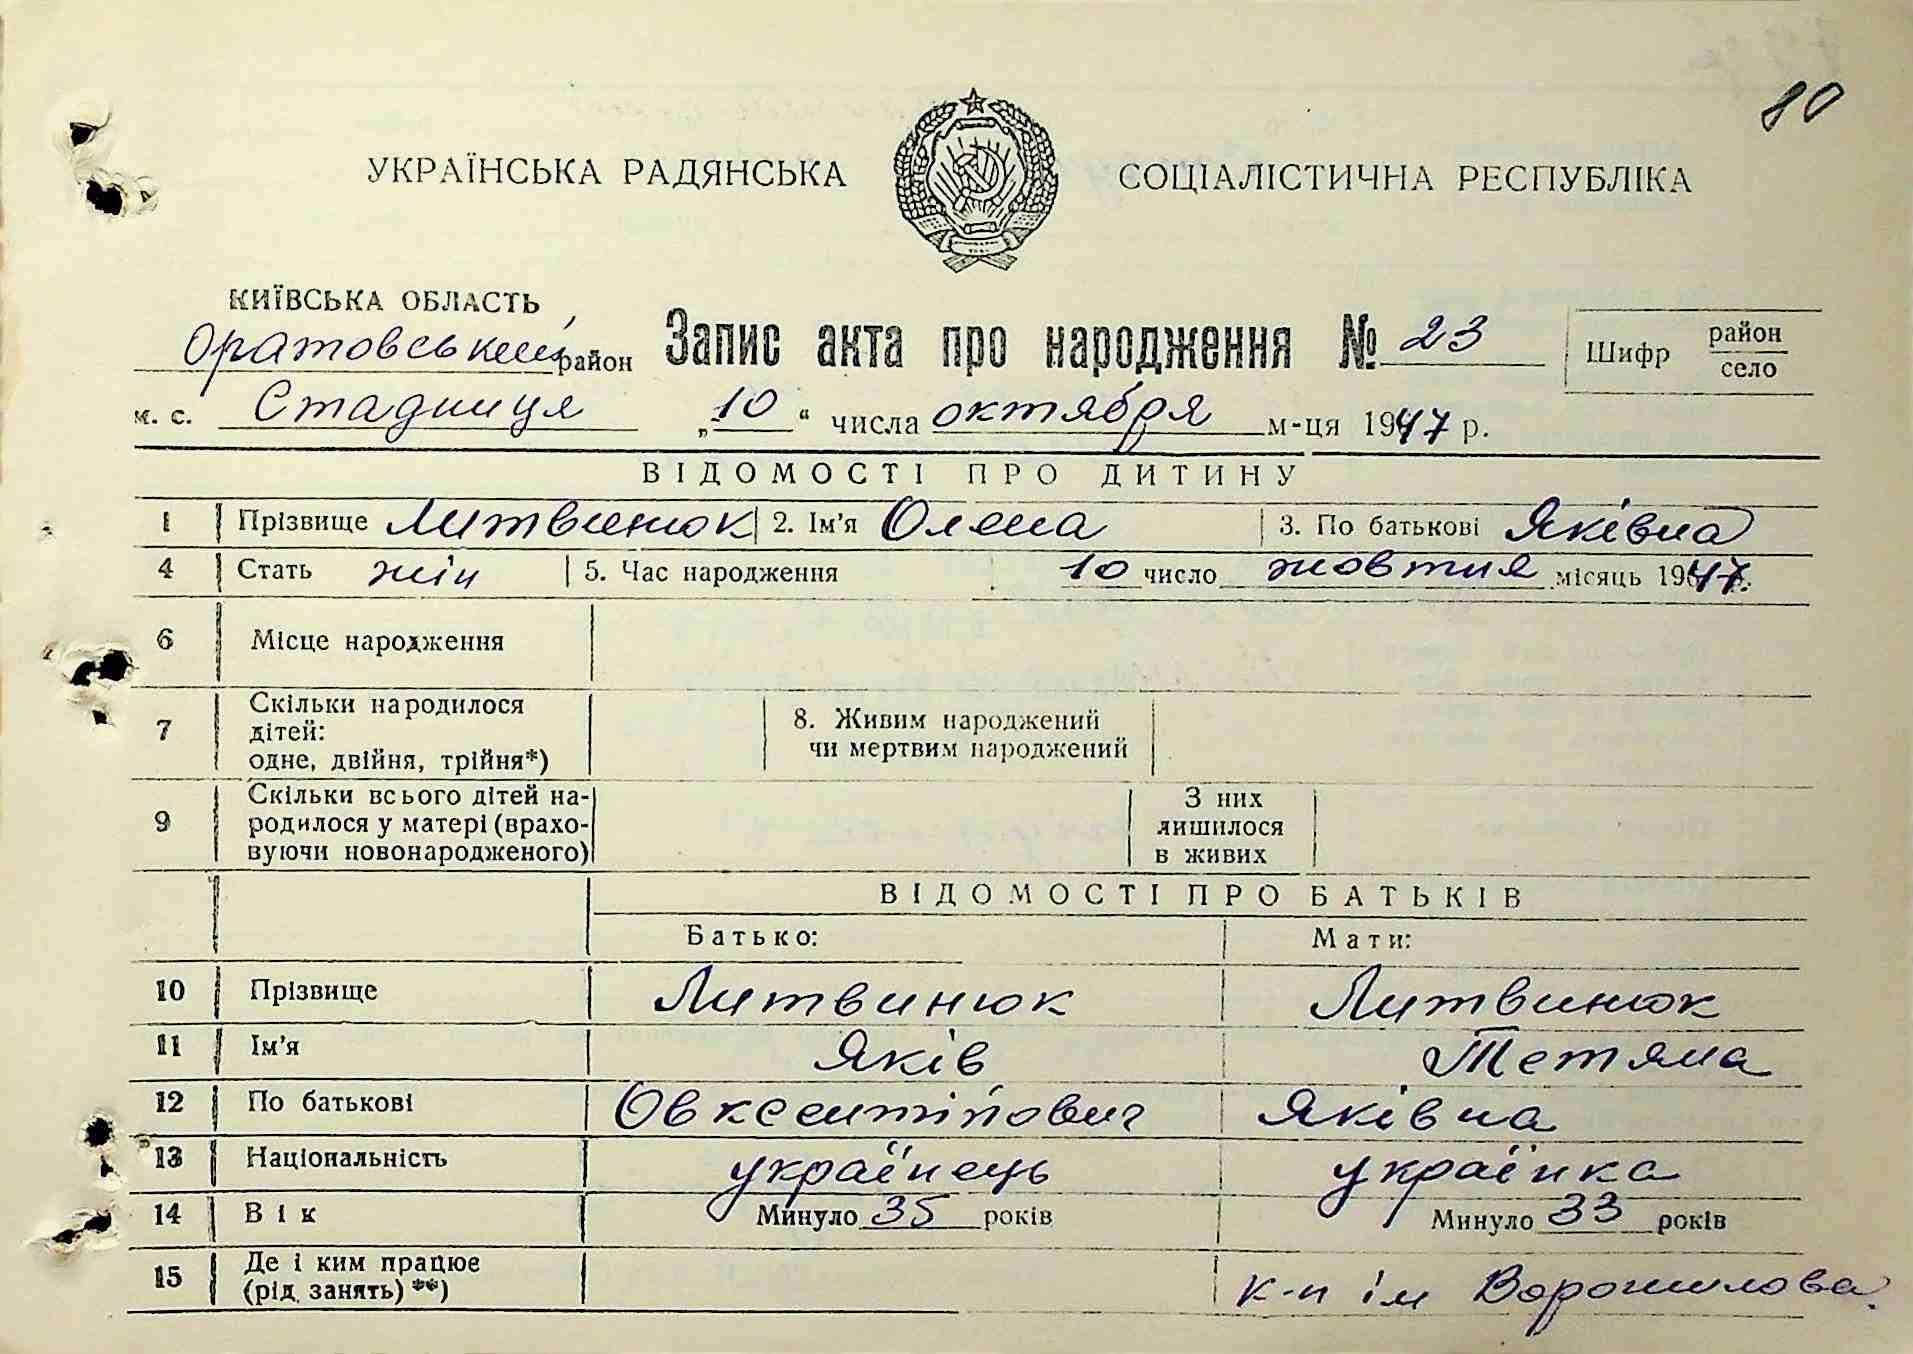 80
УКРАЇНСЬКА РАДЯНСЬКА СОЦІАЛІСТИЧНА РЕСПУБЛІКА
КИЇВСЬКА ОБЛАСТЬ
Оратовський район Запис акта про народження № 23 Шифр район село
м. с. Стадниця „10“ числа октября м-ця 1947 р.
ВІДОМОСТІ ПРО ДИТИНУ
1 Прізвище Литвинюк 2. Ім'я Олена 3. По батькові Яківна
4 Стать жін 5. Час народження 10 число жовтня місяць 1947 р.
6 Місце народження
7 Скільки народилося дітей: одне, двійня, трійня*) 8. Живим народжений чи мертвим народжений
9 Скільки всього дітей народилося у матері (враховуючи новонародженого) З них лишилося в живих
ВІДОМОСТІ ПРО БАТЬКІВ
Батько: Мати:
10 Прізвище Литвинюк Литвинюк
11 Ім'я Яків Тетяна
12 По батькові Овксентійович Яківна
13 Національність українець українка
14 Вік Минуло 35 років Минуло 33 років
15 Де і ким працює (рід занять) **) к-п ім Ворошилова.